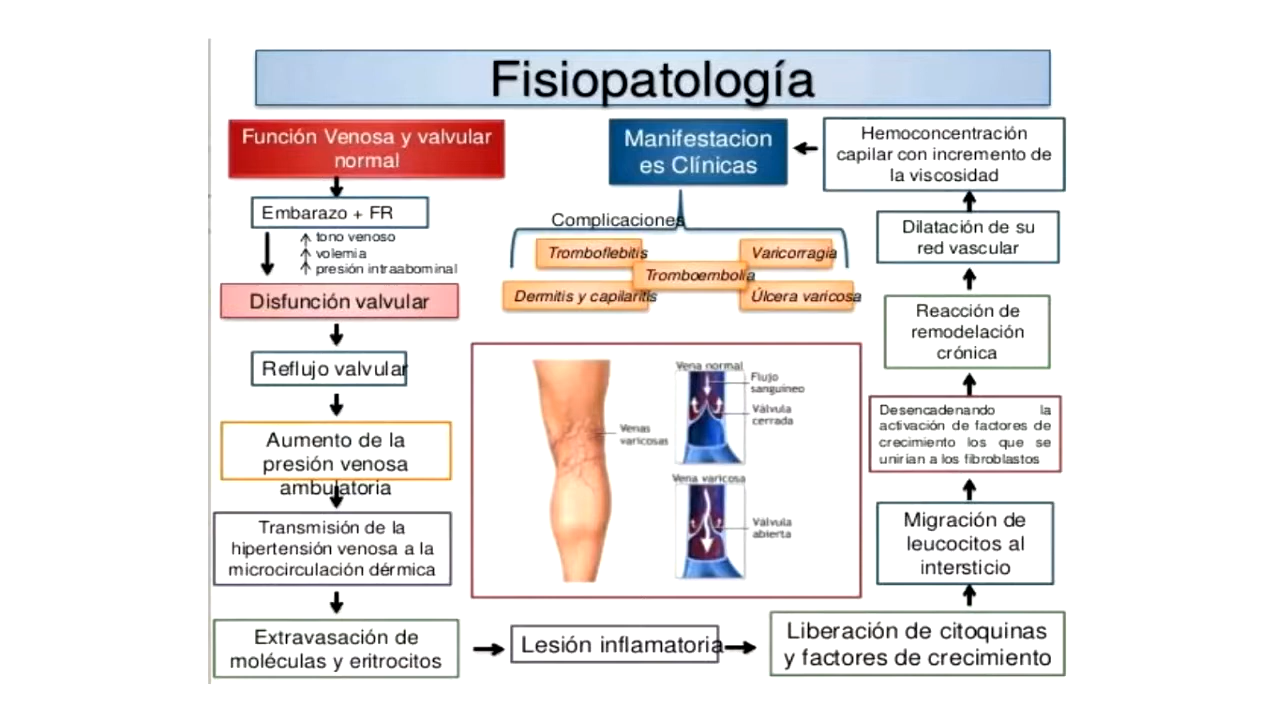 Fisiopatología
Función Venosa y valvular
normal
Embarazo + FR
↑ tono venoso
↑ volemia
↑ presión intraabominal
Disfunción valvular
Reflujo valvular
Aumento de la
presión venosa
ambulatoria
Transmisión de la
hipertensión venosa a la
microcirculación dérmica
Extravasación de
moléculas y eritrocitos
Lesión inflamatoria
Liberación de citoquinas
y factores de crecimiento
Migración de
leucocitos al
intersticio
Desencadenando la
activación de factores de
crecimiento los que se
unirian a los fibroblastos
Reacción de
remodelación
crónica
Dilatación de su
red vascular
Hemoconcentración
capilar con incremento de
la viscosidad
Manifestacion
es Clínicas
Complicaciones
Tromboflebitis
Varicorragia
Tromboembolia
Dermitis y capilaritis
Úlcera varicosa
Venas
varicosas
Vena normal
Flujo
sanguíneo
Válvula
cerrada
Vena varicosa
Válvula
abierta